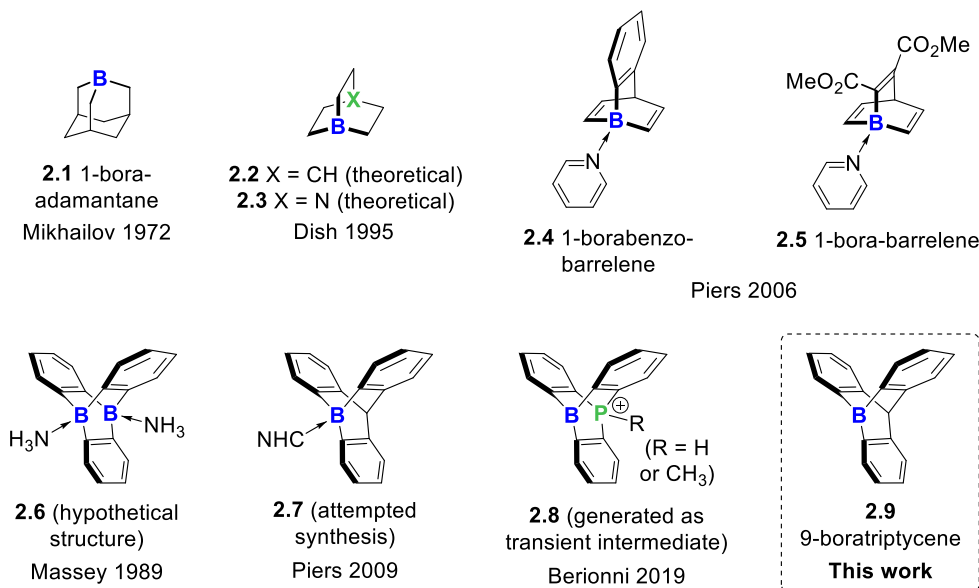 B
2.1 1-bora-
adamantane
Mikhailov 1972
X
B
2.2 X = CH (theoretical)
2.3 X = N (theoretical)
Dish 1995
B
N
2.4 1-borabenzo-
barrelene
CO2Me
MeO2C
B
N
2.5 1-bora-barrelene
Piers 2006
B B
H3N NH3
2.6 (hypothetical
structure)
Massey 1989
B
NHC
2.7 (attempted
synthesis)
Piers 2009
B P + R
(R = H
or CH3)
2.8 (generated as
transient intermediate)
Berionni 2019
B
2.9
9-boratriptycene
This work